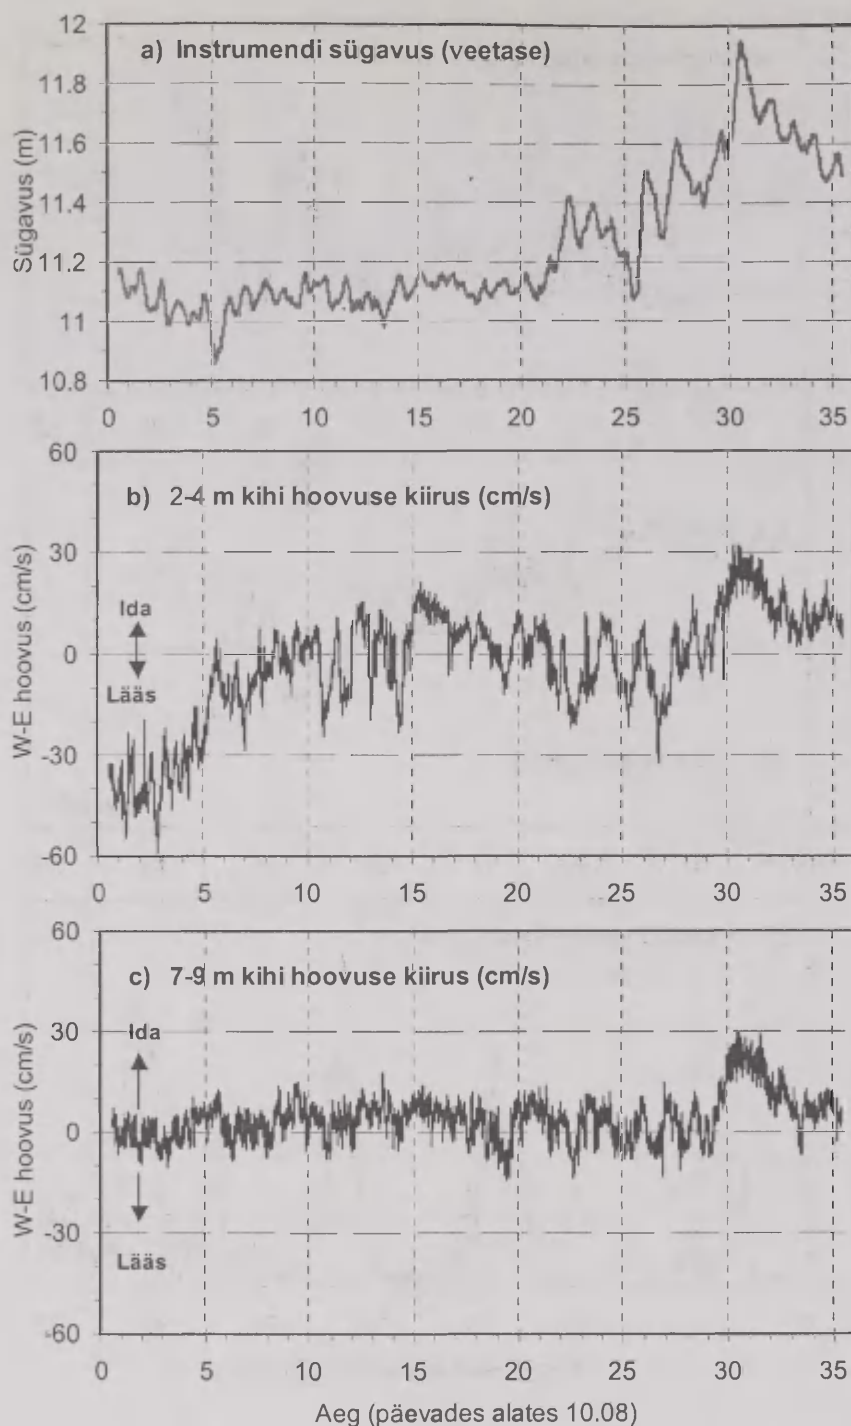 a) Instrumendi sügavus (veetase)
Sügavus (m)
12
11.8
11.6
11.4
11.2
11
10.8
0 5 10 15 20 25 30 35
b) 2-4 m kihi hoovuse kiirus (cm/s)
W-E hoovus (cm/s)
60
30
0
-30
-60
Ida
Lääs
0 5 10 15 20 25 30 35
c) 7-9 m kihi hoovuse kiirus (cm/s)
W-E hoovus (cm/s)
60
30
0
-30
-60
Ida
Lääs
0 5 10 15 20 25 30 35
Aeg (päevades alates 10.08)